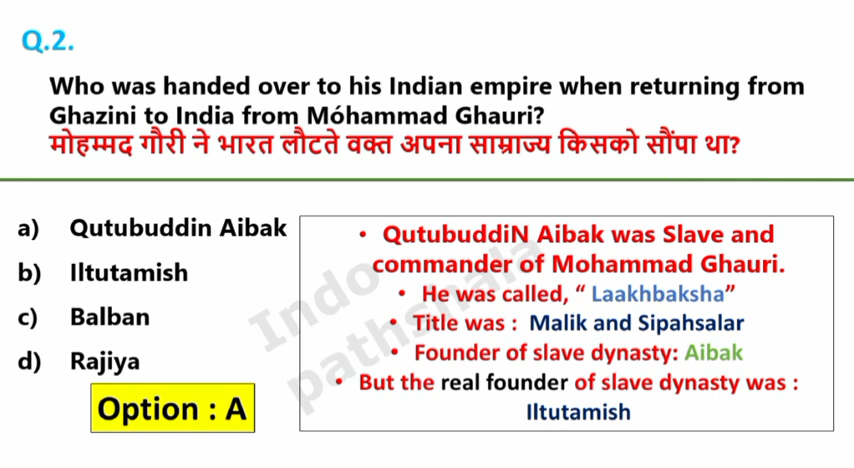 Q.2.
Who was handed over to his Indian empire when returning from
Ghazini to India from Móhammad Ghauri?
मोहम्मद गौरी ने भारत लौटते वक्त अपना साम्राज्य किसको सौंपा था?
a) Qutubuddin Aibak
b) Iltutamish
c) Balban
d) Rajiya
Option : A
• QutubuddiN Aibak was Slave and
commander of Mohammad Ghauri.
• He was called, “ Laakhbaksha”
• Title was : Malik and Sipahsalar
• Founder of slave dynasty: Aibak
• But the real founder of slave dynasty was :
Iltutamish
Indo
pathshala